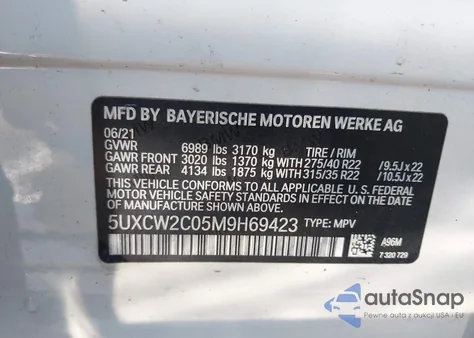 MFD BY BAYERISCHE MOTOREN WERKE AG
06/21
GVWR 6989 lbs 3170 kg TIRE / RIM
GAWR FRONT 3020 lbs 1370 kg WITH 275/40 R22 / 9.5J x 22
GAWR REAR 4134 lbs 1875 kg WITH 315/35 R22 / 10.5J x 22
THIS VEHICLE CONFORMS TO ALL APPLICABLE U.S. FEDERAL
MOTOR VEHICLE SAFETY STANDARDS IN EFFECT ON THE
DATE OF MANUFACTURE SHOWN ABOVE.
5UXCW2C05M9H69423 TYPE: MPV
A96M
7 320 729
autoSnap
Pewne auta z USA i EU